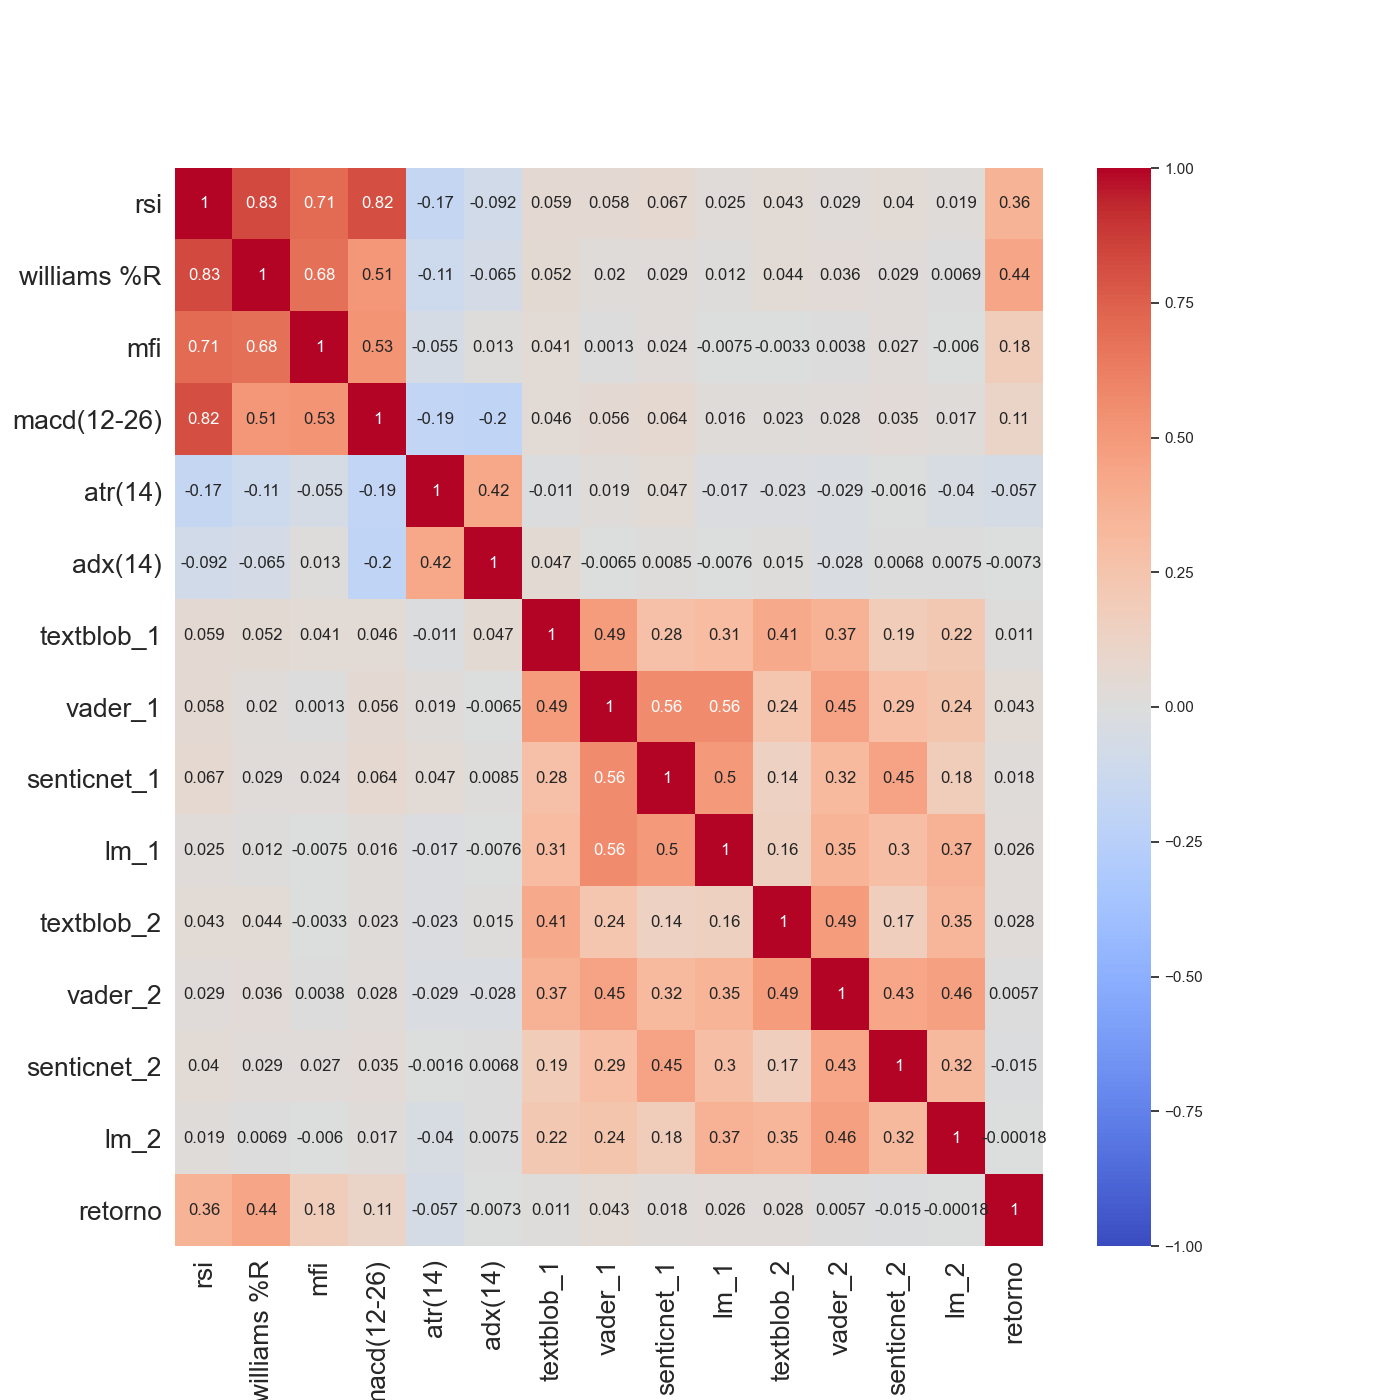 rsi 1 0.83 0.71 0.82 -0.17 -0.092 0.059 0.058 0.067 0.025 0.043 0.029 0.04 0.019 0.36
williams %R 0.83 1 0.68 0.51 -0.11 -0.065 0.052 0.02 0.029 0.012 0.044 0.036 0.029 0.0069 0.44
mfi 0.71 0.68 1 0.53 -0.055 0.013 0.041 0.0013 0.024 -0.0075 -0.0033 0.0038 0.027 -0.006 0.18
macd(12-26) 0.82 0.51 0.53 1 -0.19 -0.2 0.046 0.056 0.064 0.016 0.023 0.028 0.035 0.017 0.11
atr(14) -0.17 -0.11 -0.055 -0.19 1 0.42 -0.011 0.019 0.047 -0.017 -0.023 -0.029 -0.0016 -0.04 -0.057
adx(14) -0.092 -0.065 0.013 -0.2 0.42 1 0.047 -0.0065 0.0085 -0.0076 0.015 -0.028 0.0068 0.0075 -0.0073
textblob_1 0.059 0.052 0.041 0.046 -0.011 0.047 1 0.49 0.28 0.31 0.41 0.37 0.19 0.22 0.011
vader_1 0.058 0.02 0.0013 0.056 0.019 -0.0065 0.49 1 0.56 0.56 0.24 0.45 0.29 0.24 0.043
senticnet_1 0.067 0.029 0.024 0.064 0.047 0.0085 0.28 0.56 1 0.5 0.14 0.32 0.45 0.18 0.018
lm_1 0.025 0.012 -0.0075 0.016 -0.017 -0.0076 0.31 0.56 0.5 1 0.16 0.35 0.3 0.37 0.026
textblob_2 0.043 0.044 -0.0033 0.023 -0.023 0.015 0.41 0.24 0.14 0.16 1 0.49 0.17 0.35 0.028
vader_2 0.029 0.036 0.0038 0.028 -0.029 -0.028 0.37 0.45 0.32 0.35 0.49 1 0.43 0.46 0.0057
senticnet_2 0.04 0.029 0.027 0.035 -0.0016 0.0068 0.19 0.29 0.45 0.3 0.17 0.43 1 0.32 -0.015
lm_2 0.019 0.0069 -0.006 0.017 -0.04 0.0075 0.22 0.24 0.18 0.37 0.35 0.46 0.32 1 -0.00018
retorno 0.36 0.44 0.18 0.11 -0.057 -0.0073 0.011 0.043 0.018 0.026 0.028 0.0057 -0.015 -0.00018 1
rsi williams %R mfi macd(12-26) atr(14) adx(14) textblob_1 vader_1 senticnet_1 lm_1 textblob_2 vader_2 senticnet_2 lm_2 retorno
1.00
0.75
0.50
0.25
0.00
−0.25
−0.50
−0.75
−1.00